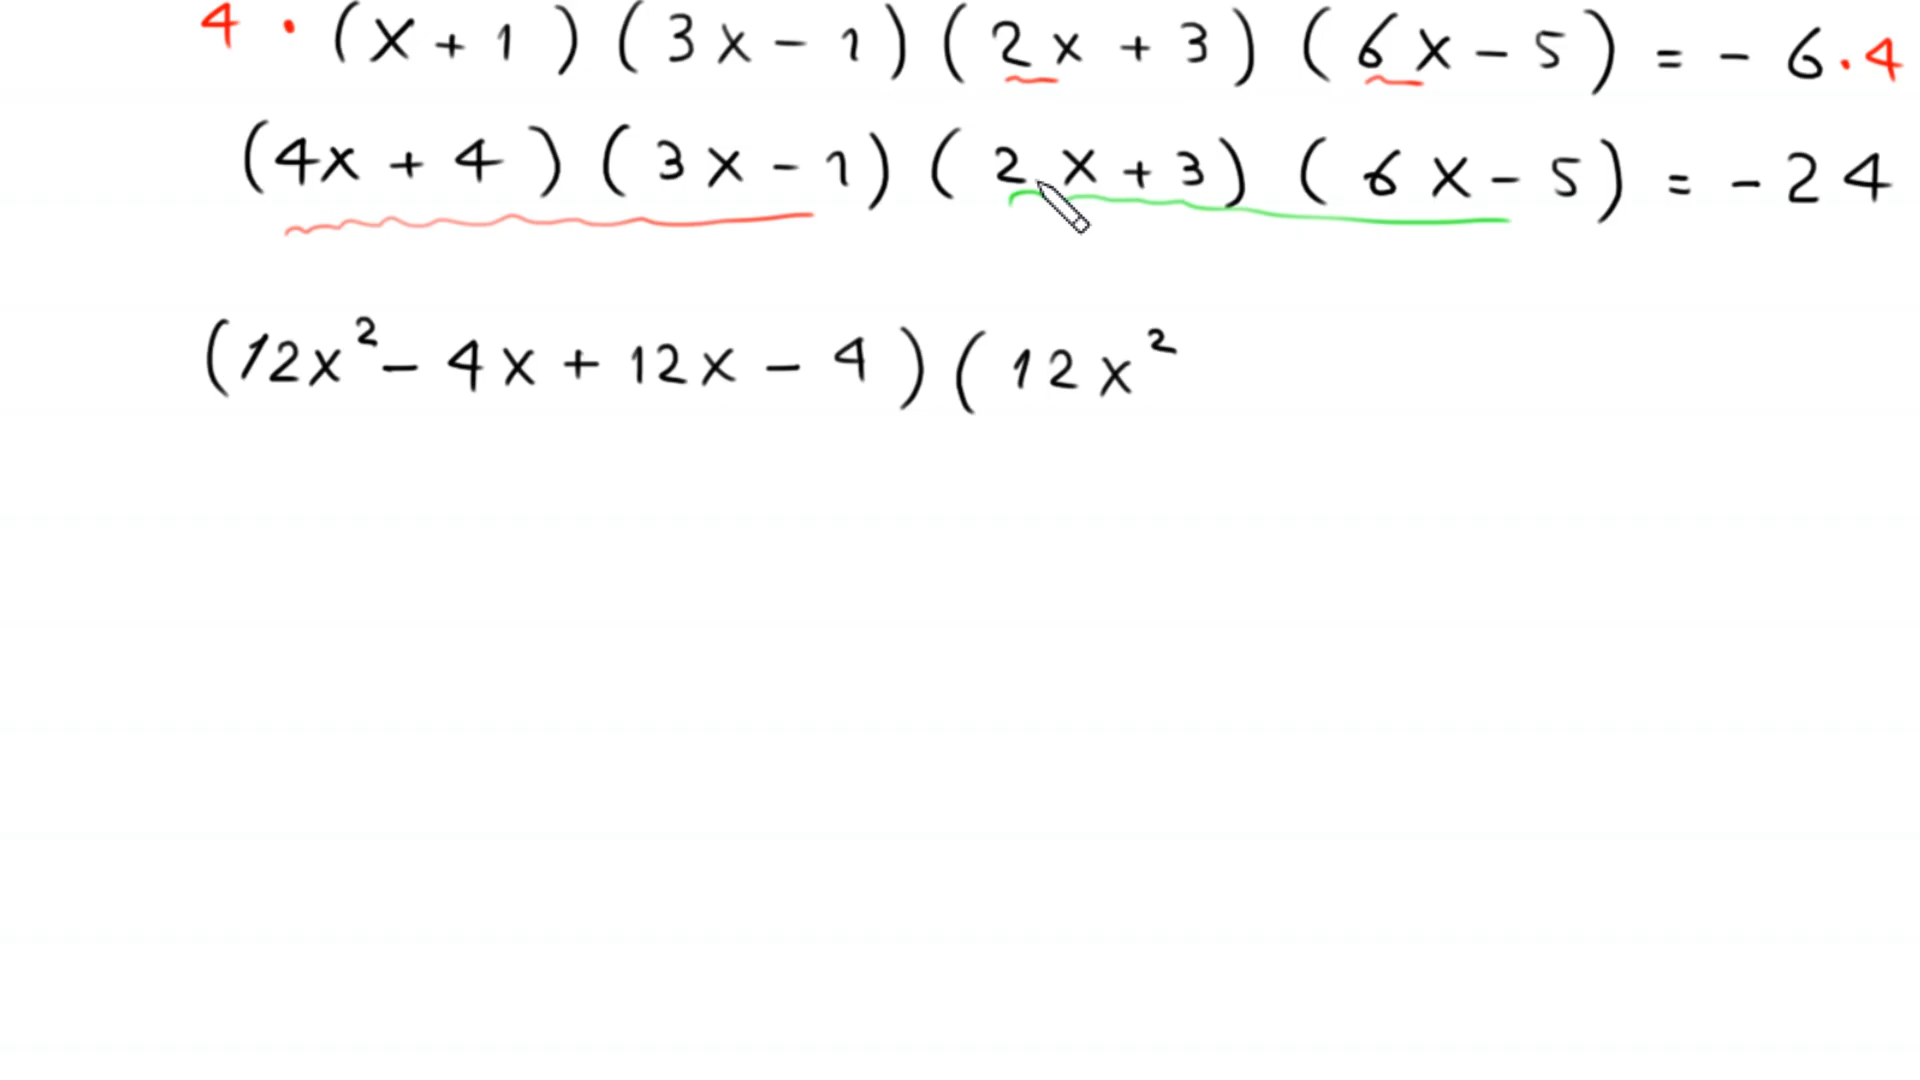 4 · (x + 1) (3x - 1) (2x + 3) (6x - 5) = - 6 · 4
(4x + 4) (3x - 1) (2x + 3) (6x - 5) = - 24
(12x² - 4x + 12x - 4) (12x²